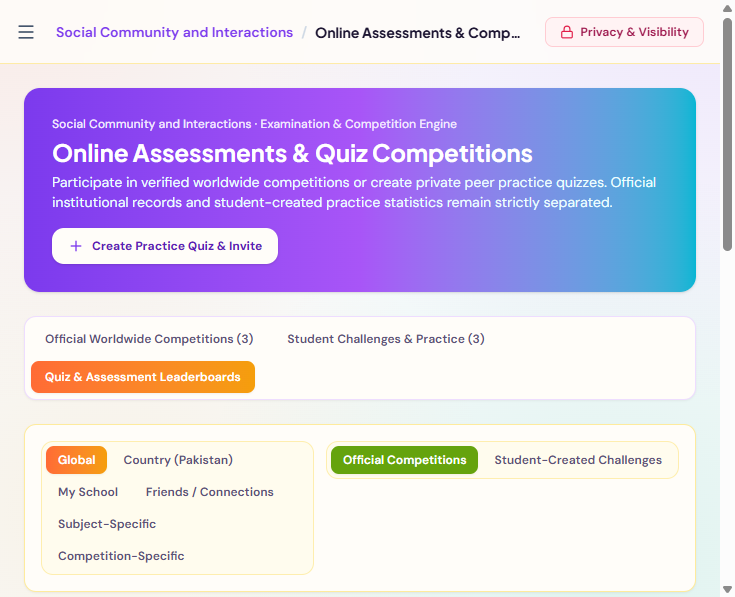 Social Community and Interactions / Online Assessments & Comp...
Privacy & Visibility
Social Community and Interactions · Examination & Competition Engine
Online Assessments & Quiz Competitions
Participate in verified worldwide competitions or create private peer practice quizzes. Official
institutional records and student-created practice statistics remain strictly separated.
+ Create Practice Quiz & Invite
Official Worldwide Competitions (3) Student Challenges & Practice (3)
Quiz & Assessment Leaderboards
Global Country (Pakistan)
My School Friends / Connections
Subject-Specific
Competition-Specific
Official Competitions Student-Created Challenges